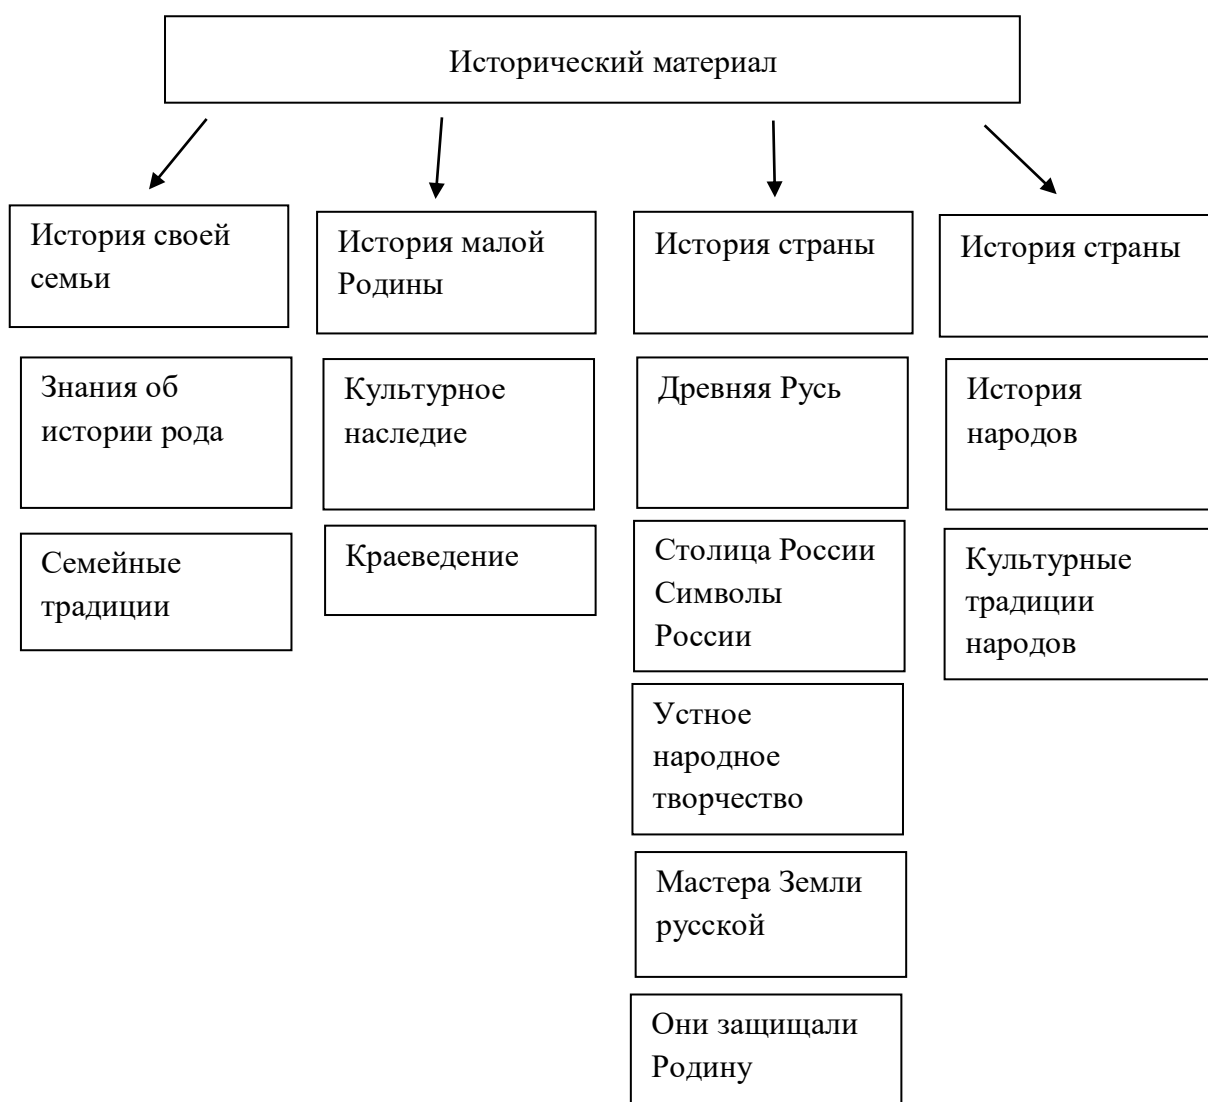 Исторический материал
История своей
семьи
История малой
Родины
История страны
История страны
Знания об
истории рода
Культурное
наследие
Древняя Русь
История
народов
Семейные
традиции
Краеведение
Столица России
Символы
России
Культурные
традиции
народов
Устное
народное
творчество
Мастера Земли
русской
Они защищали
Родину